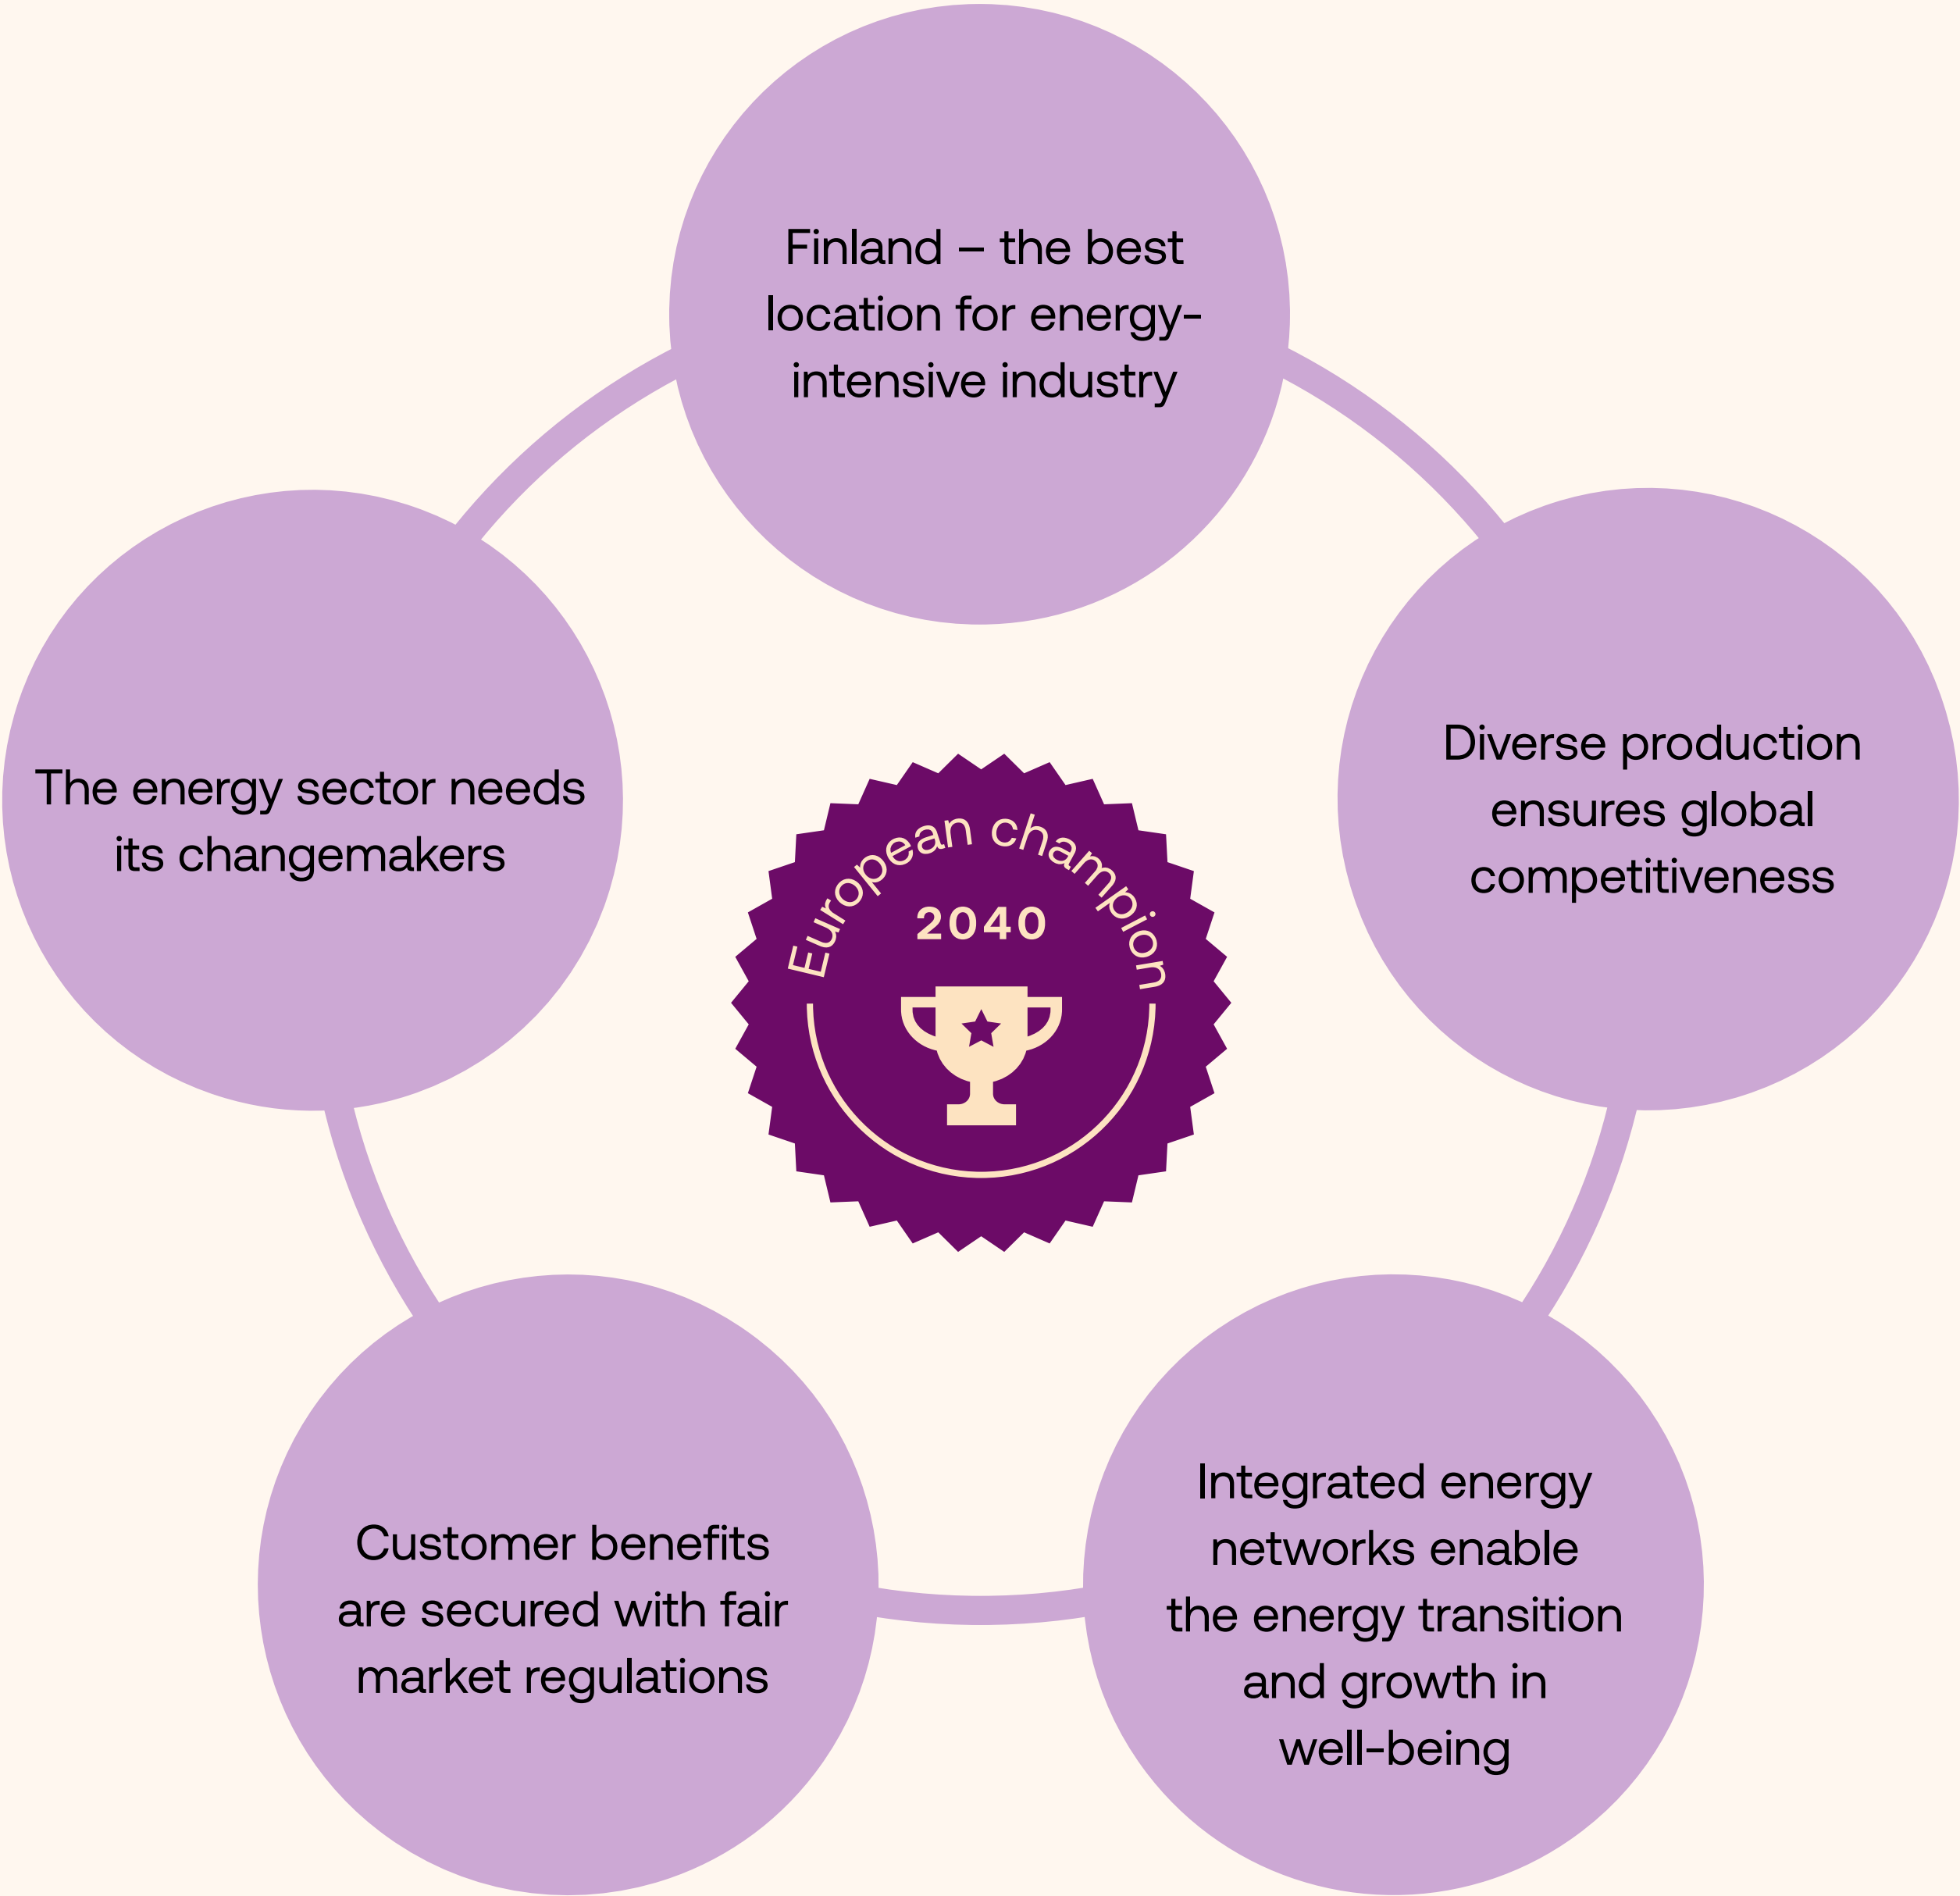 Finland – the best
location for energy-
intensive industry
Diverse production
ensures global
competitiveness
The energy sector needs
its changemakers
European champion
2040
Customer benefits
are secured with fair
market regulations
Integrated energy
networks enable
the energy transition
and growth in
well-being